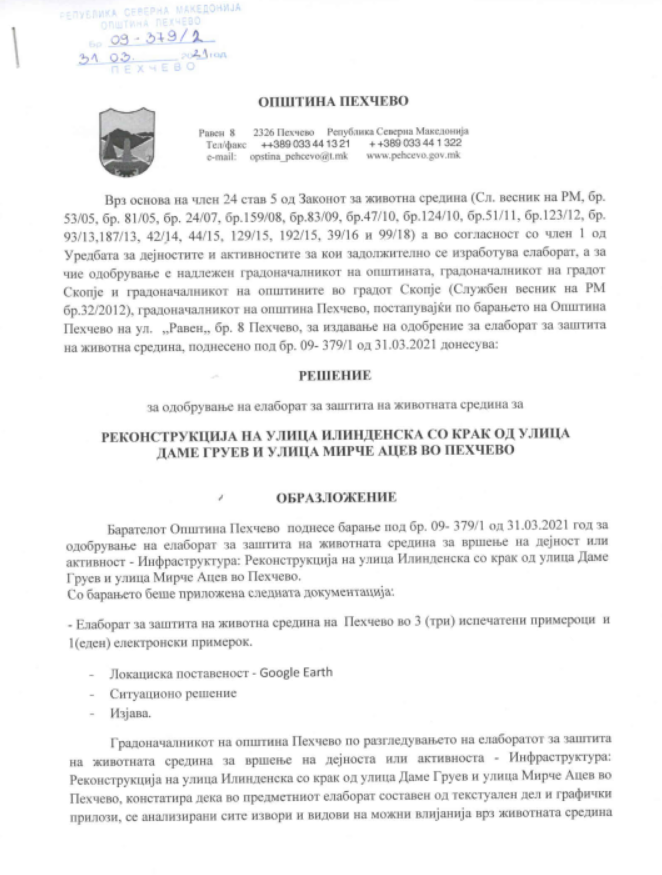 РЕПУБЛИКА СЕВЕРНА МАКЕДОНИЈА
ОПШТИНА ПЕХЧЕВО
Бр 09-379/2
31 03. 2021 год
ПЕХЧЕВО
ОПШТИНА ПЕХЧЕВО
Равен 8 2326 Пехчево Република Северна Македонија
Тел/факс ++389 033 44 13 21 + +389 033 44 1 322
e-mail: opstina_pehcevo@t.mk www.pehcevo.gov.mk
Врз основа на член 24 став 5 од Законот за животна средина (Сл. весник на РМ, бр.
53/05, бр. 81/05, бр. 24/07, бр.159/08, бр.83/09, бр.47/10, бр.124/10, бр.51/11, бр.123/12, бр.
93/13,187/13, 42/14, 44/15, 129/15, 192/15, 39/16 и 99/18) а во согласност со член 1 од
Уредбата за дејностите и активностите за кои задолжително се изработува елаборат, а за
чие одобрување е надлежен градоначалникот на општината, градоначалникот на градот
Скопје и градоначалникот на општините во градот Скопје (Службен весник на РМ
бр.32/2012), градоначалникот на општина Пехчево, постапувајќи по барањето на Општина
Пехчево на ул. ,,Равен,, бр. 8 Пехчево, за издавање на одобрение за елаборат за заштита
на животна средина, поднесено под бр. 09- 379/1 од 31.03.2021 донесува:
РЕШЕНИЕ
за одобрување на елаборат за заштита на животната средина за
РЕКОНСТРУКЦИЈА НА УЛИЦА ИЛИНДЕНСКА СО КРАК ОД УЛИЦА
ДАМЕ ГРУЕВ И УЛИЦА МИРЧЕ АЦЕВ ВО ПЕХЧЕВО
ОБРАЗЛОЖЕНИЕ
Барателот Општина Пехчево поднесе барање под бр. 09- 379/1 од 31.03.2021 год за
одобрување на елаборат за заштита на животната средина за вршење на дејност или
активност - Инфраструктура: Реконструкција на улица Илинденска со крак од улица Даме
Груев и улица Мирче Ацев во Пехчево.
Со барањето беше приложена следната документација:
- Елаборат за заштита на животна средина на Пехчево во 3 (три) испечатени примероци и
1(еден) електронски примерок.
- Локациска поставеност - Google Earth
- Ситуационо решение
- Изјава.
Градоначалникот на општина Пехчево по разгледувањето на елаборатот за заштита
на животната средина за вршење на дејноста или активноста - Инфраструктура:
Реконструкција на улица Илинденска со крак од улица Даме Груев и улица Мирче Ацев во
Пехчево, констатира дека во предметниот елаборат составен од текстуален дел и графички
прилози, се анализирани сите извори и видови на можни влијанија врз животната средина